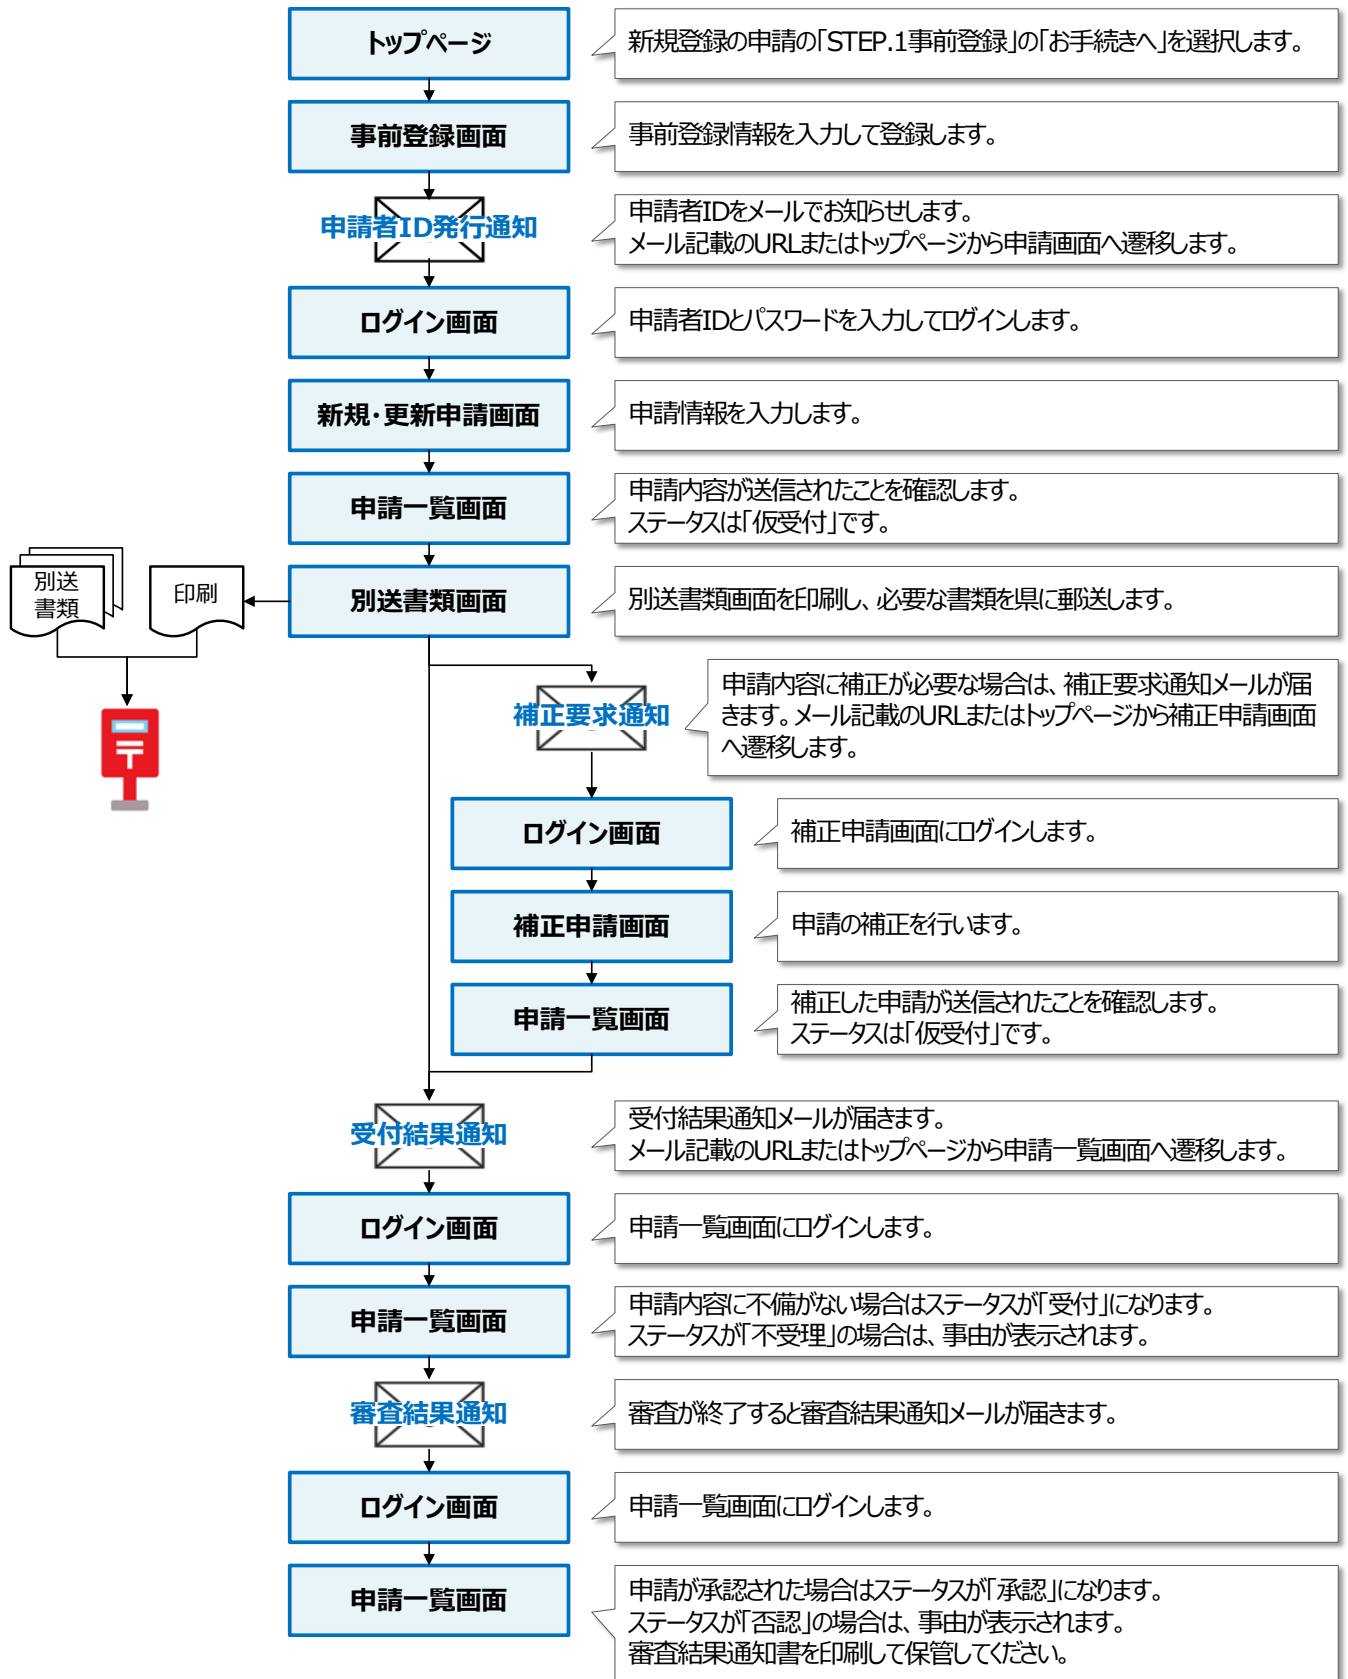 トップページ
新規登録の申請の「STEP.1事前登録」の「お手続きへ」を選択します。
事前登録画面
事前登録情報を入力して登録します。
申請者ID発行通知
申請者IDをメールでお知らせします。
メール記載のURLまたはトップページから申請画面へ遷移します。
ログイン画面
申請者IDとパスワードを入力してログインします。
新規・更新申請画面
申請情報を入力します。
申請一覧画面
申請内容が送信されたことを確認します。
ステータスは「仮受付」です。
別送
書類
印刷
別送書類画面
別送書類画面を印刷し、必要な書類を県に郵送します。
補正要求通知
申請内容に補正が必要な場合は、補正要求通知メールが届
きます。メール記載のURLまたはトップページから補正申請画面
へ遷移します。
ログイン画面
補正申請画面にログインします。
補正申請画面
申請の補正を行います。
申請一覧画面
補正した申請が送信されたことを確認します。
ステータスは「仮受付」です。
受付結果通知
受付結果通知メールが届きます。
メール記載のURLまたはトップページから申請一覧画面へ遷移します。
ログイン画面
申請一覧画面にログインします。
申請一覧画面
申請内容に不備がない場合はステータスが「受付」になります。
ステータスが「不受理」の場合は、事由が表示されます。
審査結果通知
審査が終了すると審査結果通知メールが届きます。
ログイン画面
申請一覧画面にログインします。
申請一覧画面
申請が承認された場合はステータスが「承認」になります。
ステータスが「否認」の場合は、事由が表示されます。
審査結果通知書を印刷して保管してください。